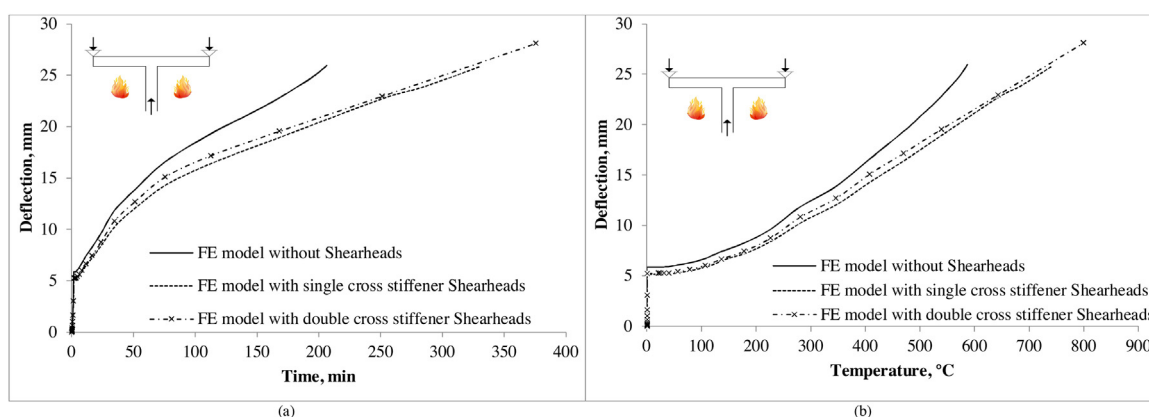 30
25
20
15
10
5
0
Deflection, mm
FE model without Shearheads
FE model with single cross stiffener Shearheads
FE model with double cross stiffener Shearheads
0 50 100 150 200 250 300 350 400
Time, min
(a)
30
25
20
15
10
5
0
Deflection, mm
FE model without Shearheads
FE model with single cross stiffener Shearheads
FE model with double cross stiffener Shearheads
0 100 200 300 400 500 600 700 800 900
Temperature, °C
(b)